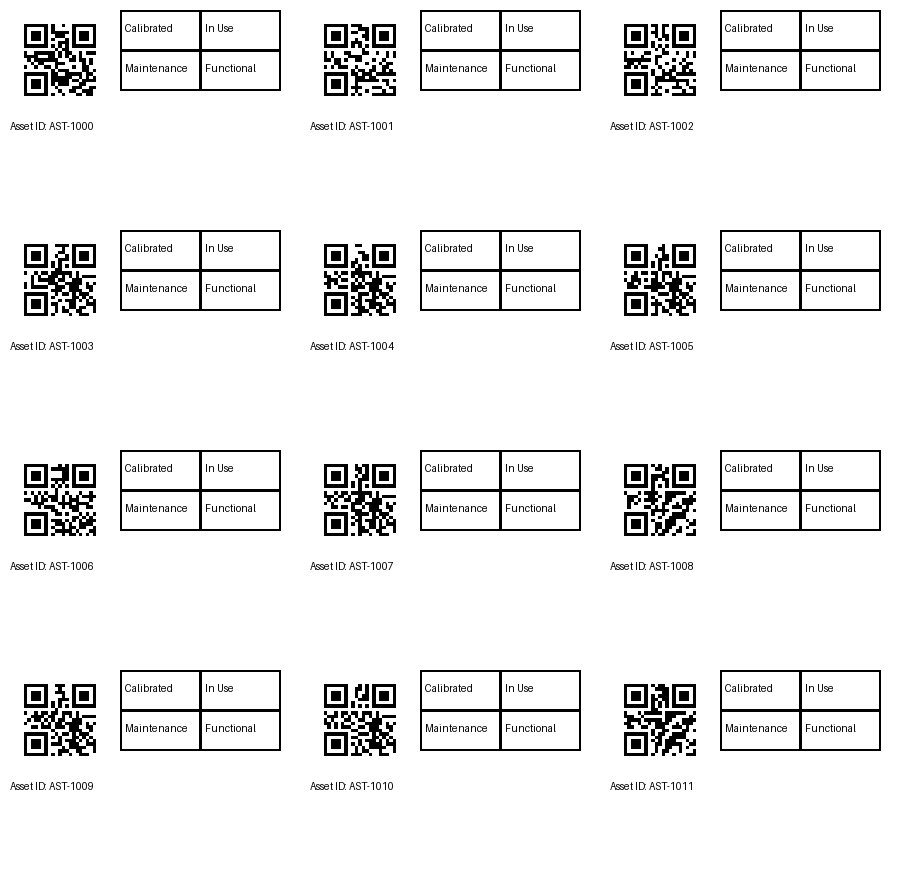 Calibrated In Use Calibrated In Use Calibrated In Use
Maintenance Functional Maintenance Functional Maintenance Functional
Asset ID: AST-1000 Asset ID: AST-1001 Asset ID: AST-1002
Calibrated In Use Calibrated In Use Calibrated In Use
Maintenance Functional Maintenance Functional Maintenance Functional
Asset ID: AST-1003 Asset ID: AST-1004 Asset ID: AST-1005
Calibrated In Use Calibrated In Use Calibrated In Use
Maintenance Functional Maintenance Functional Maintenance Functional
Asset ID: AST-1006 Asset ID: AST-1007 Asset ID: AST-1008
Calibrated In Use Calibrated In Use Calibrated In Use
Maintenance Functional Maintenance Functional Maintenance Functional
Asset ID: AST-1009 Asset ID: AST-1010 Asset ID: AST-1011